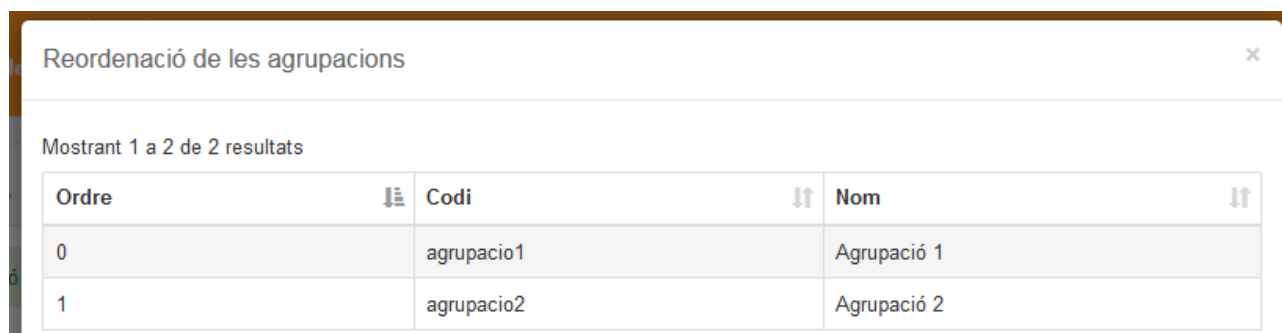 Reordenació de les agrupacions ×
Mostrant 1 a 2 de 2 resultats
Ordre Codi Nom
0 agrupacio1 Agrupació 1
1 agrupacio2 Agrupació 2